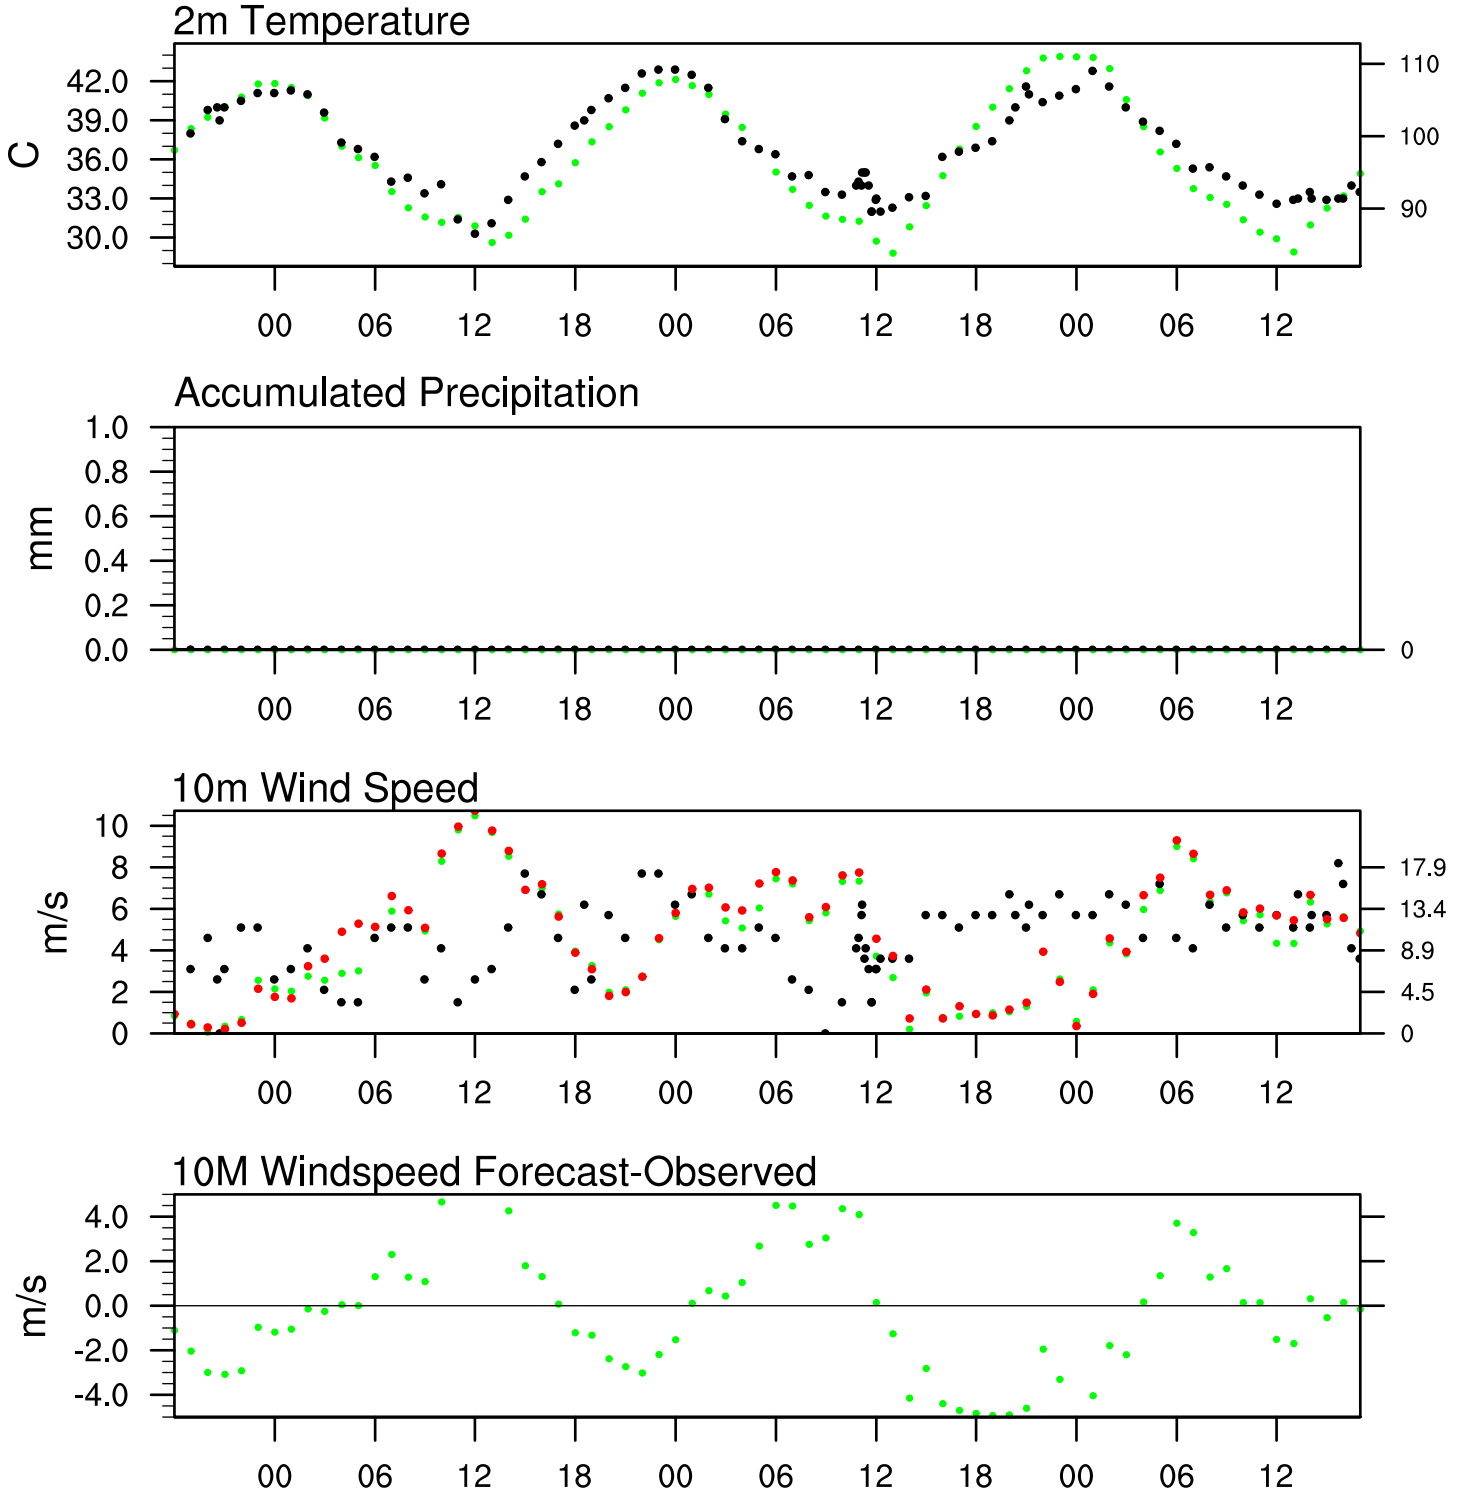 2m Temperature
C
42.0
39.0
36.0
33.0
30.0
110
100
90
00 06 12 18 00 06 12 18 00 06 12
Accumulated Precipitation
mm
1.0
0.8
0.6
0.4
0.2
0.0
0
00 06 12 18 00 06 12 18 00 06 12
10m Wind Speed
m/s
10
8
6
4
2
0
17.9
13.4
8.9
4.5
0
00 06 12 18 00 06 12 18 00 06 12
10M Windspeed Forecast-Observed
m/s
4.0
2.0
0.0
-2.0
-4.0
00 06 12 18 00 06 12 18 00 06 12